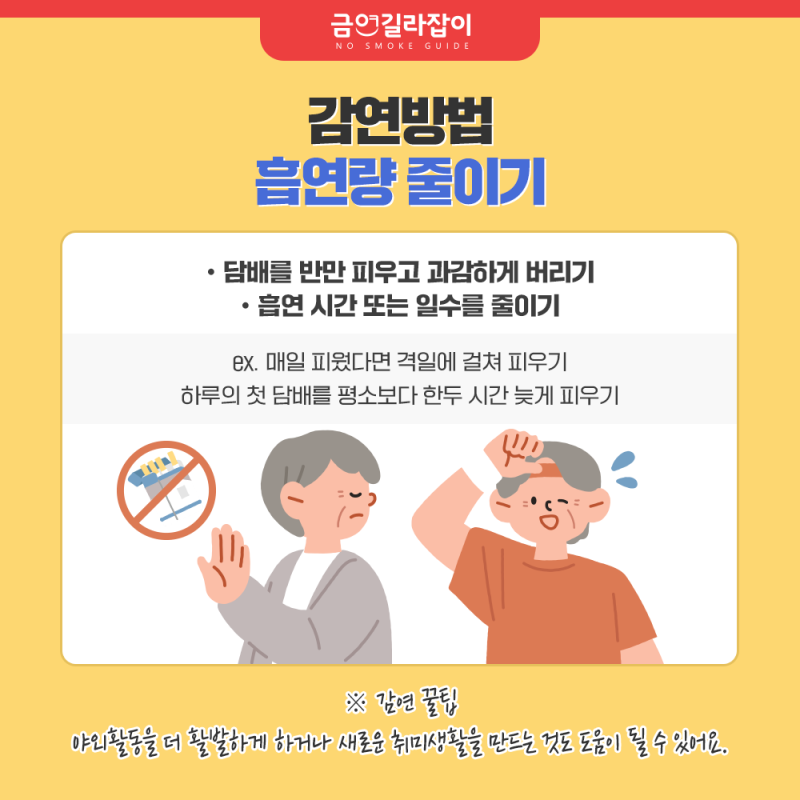 금연길라잡이
NO SMOKE GUIDE
감연방법
흡연량 줄이기
• 담배를 반만 피우고 과감하게 버리기
• 흡연 시간 또는 일수를 줄이기
ex. 매일 피웠다면 격일에 걸쳐 피우기
하루의 첫 담배를 평소보다 한두 시간 늦게 피우기
※ 감연 꿀팁
야외활동을 더 활발하게 하거나 새로운 취미생활을 만드는 것도 도움이 될 수 있어요.